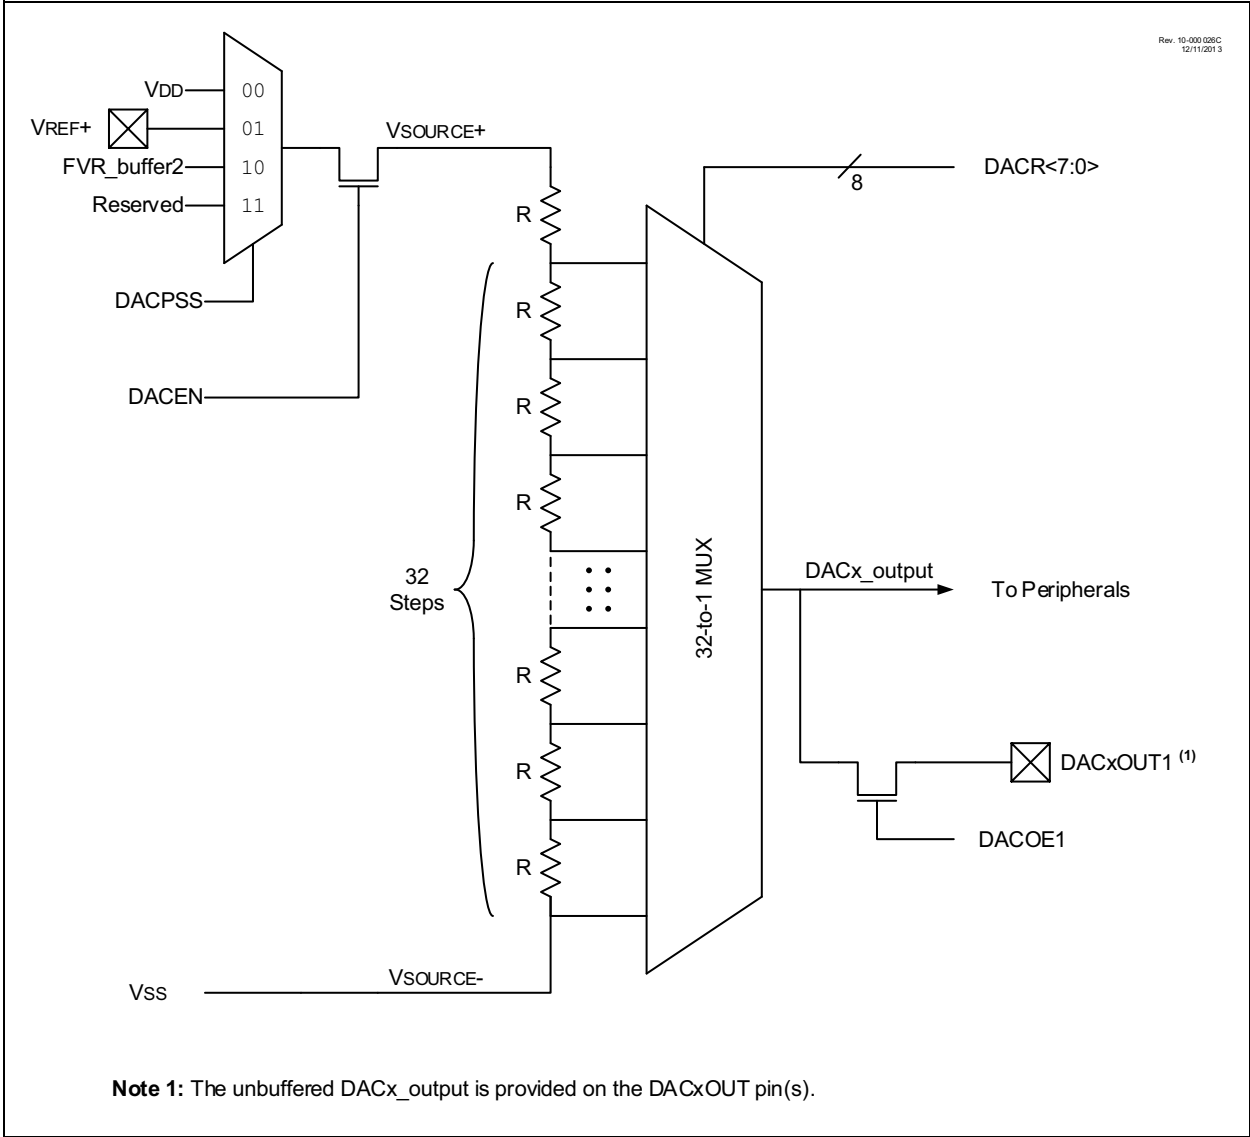 Rev. 10-000 026C
12/11/201 3
VDD
00
VREF+
01
VSOURCE+
FVR_buffer2
10
DACR<7:0>
8
Reserved
11
R
DACPSS
R
DACEN
R
R
32
Steps
32-to-1 MUX
DACx_output
To Peripherals
R
R
DACxOUT1 (1)
DACOE1
R
VSOURCE-
VSS
Note 1: The unbuffered DACx_output is provided on the DACxOUT pin(s).